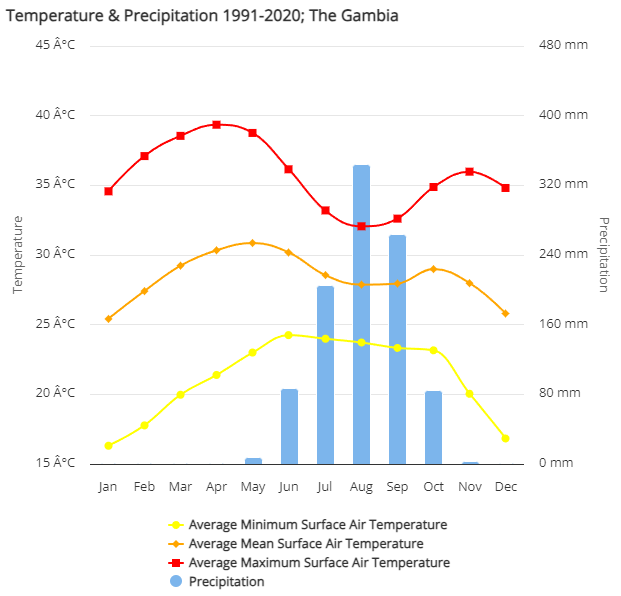 Temperature & Precipitation 1991-2020; The Gambia
45 Â°C 480 mm
40 Â°C 400 mm
35 Â°C 320 mm
30 Â°C 240 mm
25 Â°C 160 mm
20 Â°C 80 mm
15 Â°C 0 mm
Temperature
Precipitation
Jan Feb Mar Apr May Jun Jul Aug Sep Oct Nov Dec
Average Minimum Surface Air Temperature
Average Mean Surface Air Temperature
Average Maximum Surface Air Temperature
Precipitation